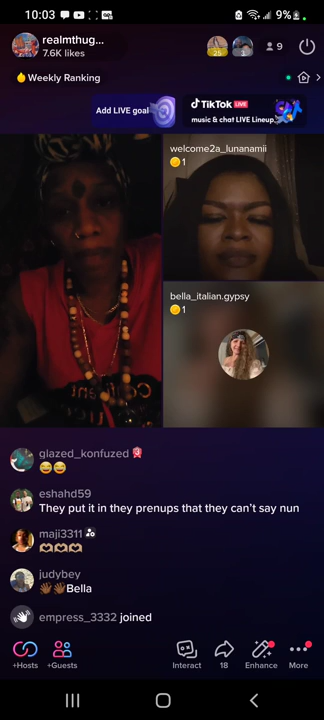 10:03
9%
realmthug...
7.6K likes
25
2
9
Weekly Ranking
Add LIVE goal
TikTok LIVE
music & chat LIVE Lineup...
welcome2a_lunanamii
1
bella_italian.gypsy
1
glazed_konfuzed
😂😂
eshahd59
They put it in they prenups that they can't say nun
maji3311
🫶🏾🫶🏾🫶🏾
judybey
👋🏾👋🏾Bella
empress_3332 joined
+Hosts
+Guests
Interact
18
Enhance
More